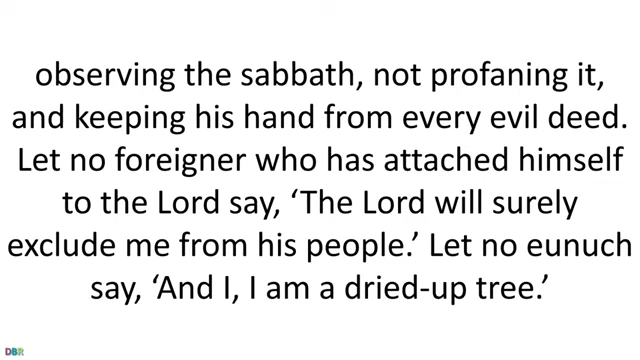 observing the sabbath, not profaning it,
and keeping his hand from every evil deed.
Let no foreigner who has attached himself
to the Lord say, ‘The Lord will surely
exclude me from his people.’ Let no eunuch
say, ‘And I, I am a dried-up tree.’
DBR